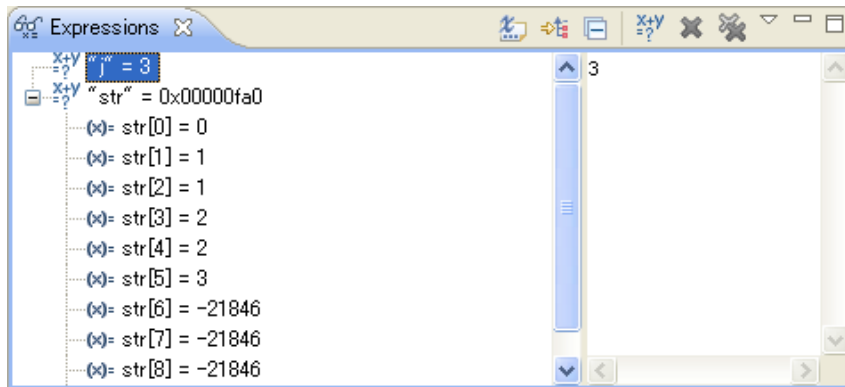 Expressions
"j" = 3
3
"str" = 0x00000fa0
(x)= str[0] = 0
(x)= str[1] = 1
(x)= str[2] = 1
(x)= str[3] = 2
(x)= str[4] = 2
(x)= str[5] = 3
(x)= str[6] = -21846
(x)= str[7] = -21846
(x)= str[8] = -21846